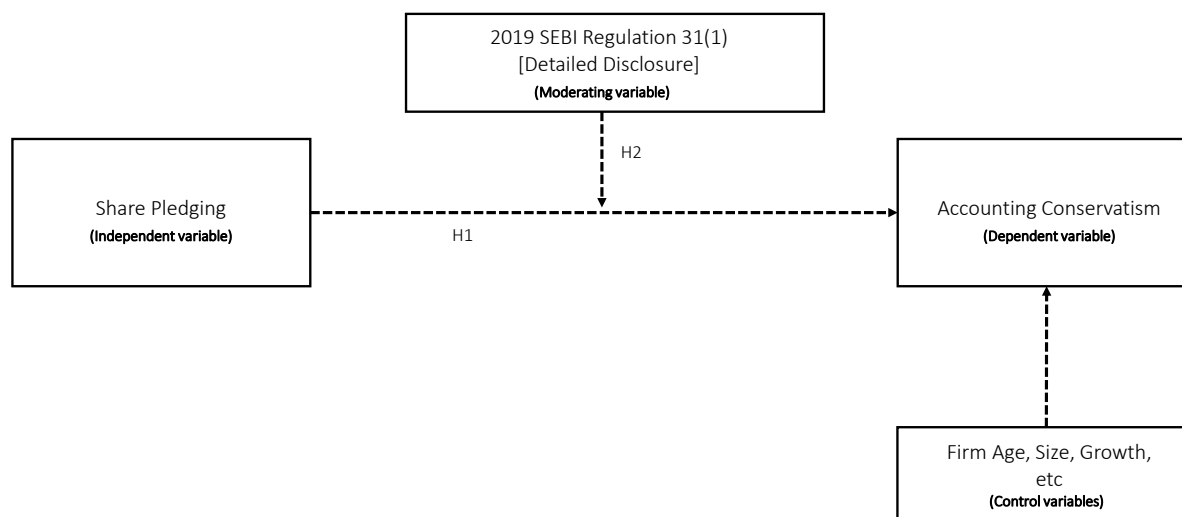 2019 SEBI Regulation 31(1)
[Detailed Disclosure]
(Moderating variable)
H2
Share Pledging
(Independent variable)
H1
Accounting Conservatism
(Dependent variable)
Firm Age, Size, Growth,
etc
(Control variables)